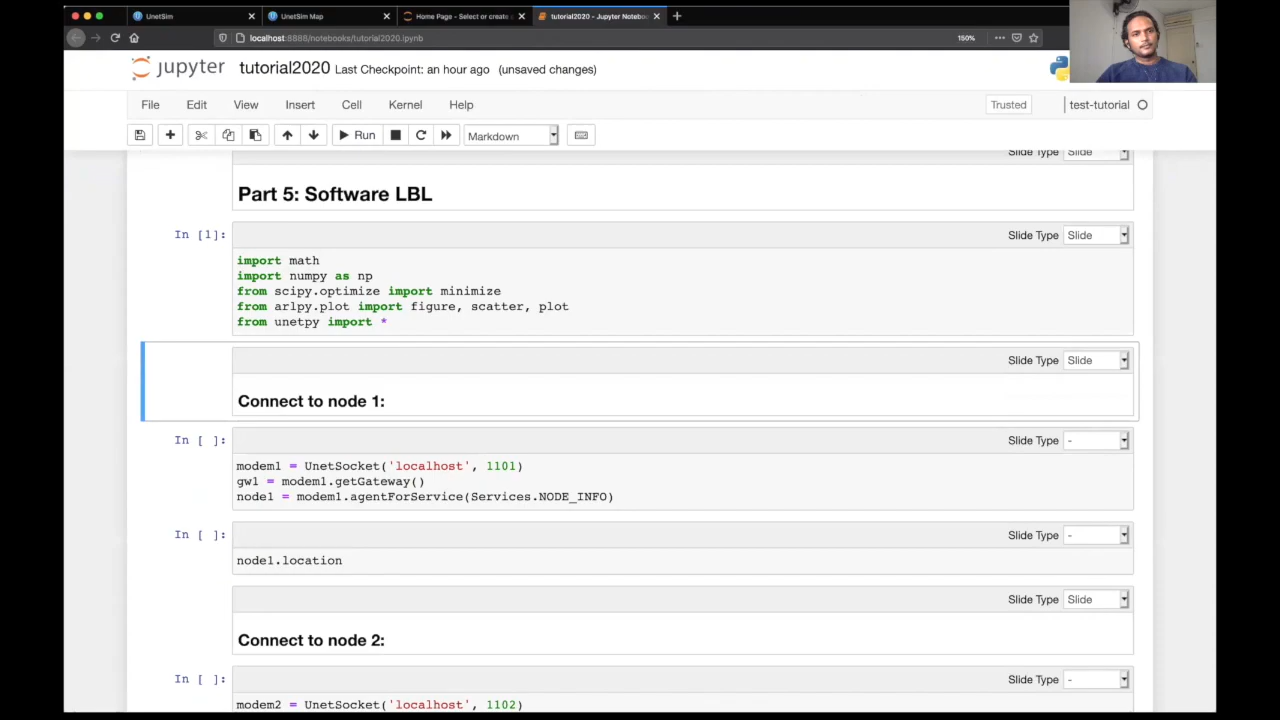 UnetSim
UnetSim Map
Home Page - Select or create
tutorial2020 - Jupyter Notebo
localhost:8888/notebooks/tutorial2020.ipynb
150%
jupyter tutorial2020 Last Checkpoint: an hour ago (unsaved changes)
File Edit View Insert Cell Kernel Help
Trusted
test-tutorial
Run
Markdown
Slide Type Slide
Part 5: Software LBL
In [1]:
Slide Type Slide
import math
import numpy as np
from scipy.optimize import minimize
from arlpy.plot import figure, scatter, plot
from unetpy import *
Slide Type Slide
Connect to node 1:
In [ ]:
Slide Type -
modem1 = UnetSocket('localhost', 1101)
gw1 = modem1.getGateway()
node1 = modem1.agentForService(Services.NODE_INFO)
In [ ]:
Slide Type -
node1.location
Slide Type Slide
Connect to node 2:
In [ ]:
Slide Type -
modem2 = UnetSocket('localhost', 1102)